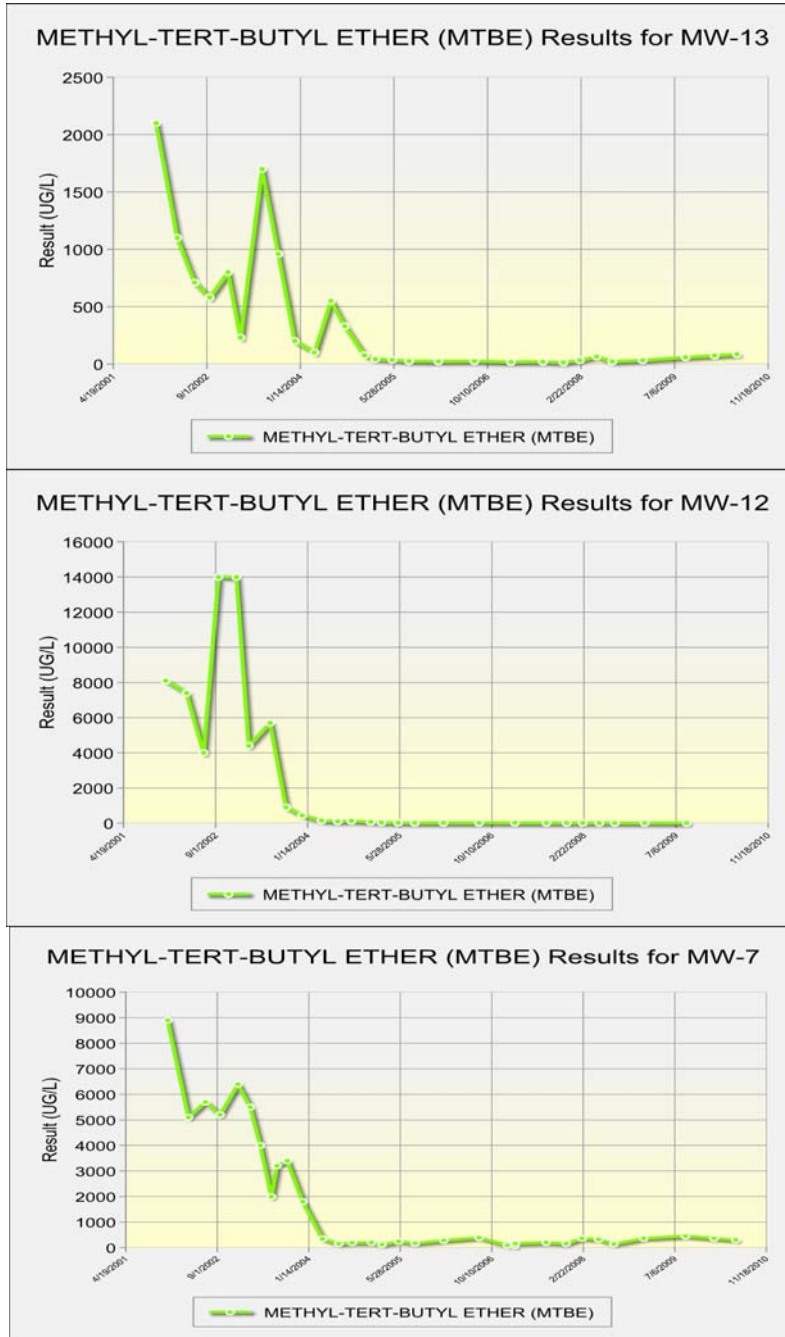 METHYL-TERT-BUTYL ETHER (MTBE) Results for MW-13
Result (UG/L)
2500
2000
1500
1000
500
0
4/19/2001 9/1/2002 1/14/2004 5/28/2005 10/10/2006 2/22/2008 7/6/2009 11/18/2010
METHYL-TERT-BUTYL ETHER (MTBE)
METHYL-TERT-BUTYL ETHER (MTBE) Results for MW-12
Result (UG/L)
16000
14000
12000
10000
8000
6000
4000
2000
0
4/19/2001 9/1/2002 1/14/2004 5/28/2005 10/10/2006 2/22/2008 7/6/2009 11/18/2010
METHYL-TERT-BUTYL ETHER (MTBE)
METHYL-TERT-BUTYL ETHER (MTBE) Results for MW-7
Result (UG/L)
10000
9000
8000
7000
6000
5000
4000
3000
2000
1000
0
4/19/2001 9/1/2002 1/14/2004 5/28/2005 10/10/2006 2/22/2008 7/6/2009 11/18/2010
METHYL-TERT-BUTYL ETHER (MTBE)